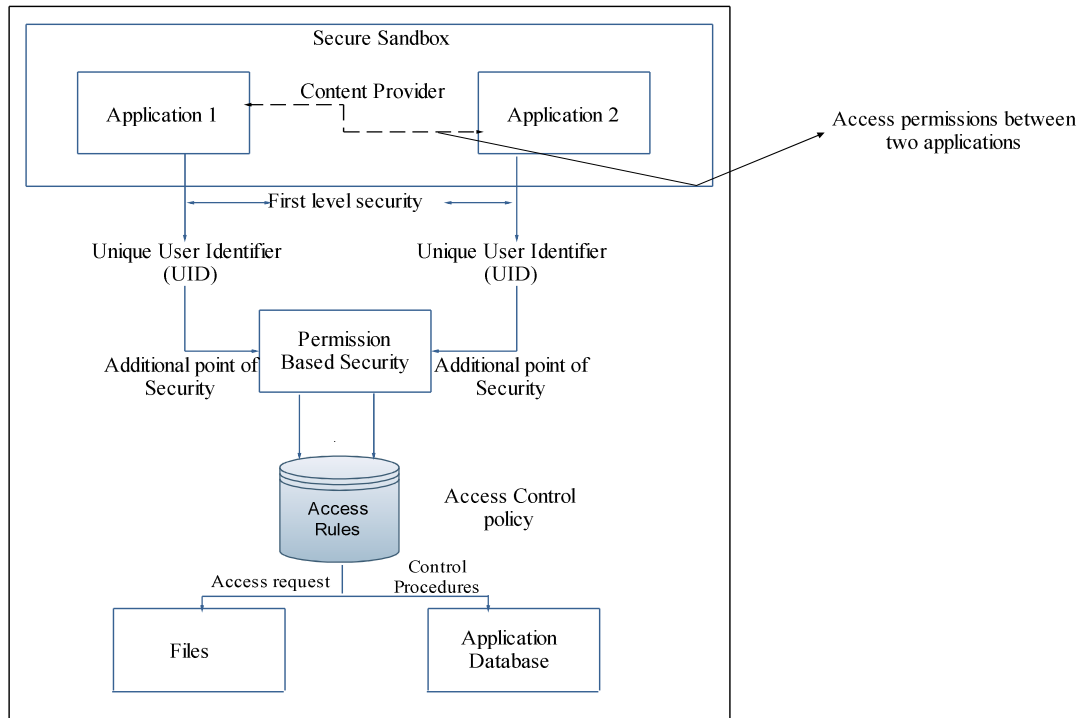 Secure Sandbox
Application 1
Content Provider
Application 2
Access permissions between
two applications
First level security
Unique User Identifier
(UID)
Unique User Identifier
(UID)
Permission
Based Security
Additional point of
Security
Additional point of
Security
Access
Rules
Access Control
policy
Access request
Control
Procedures
Files
Application
Database